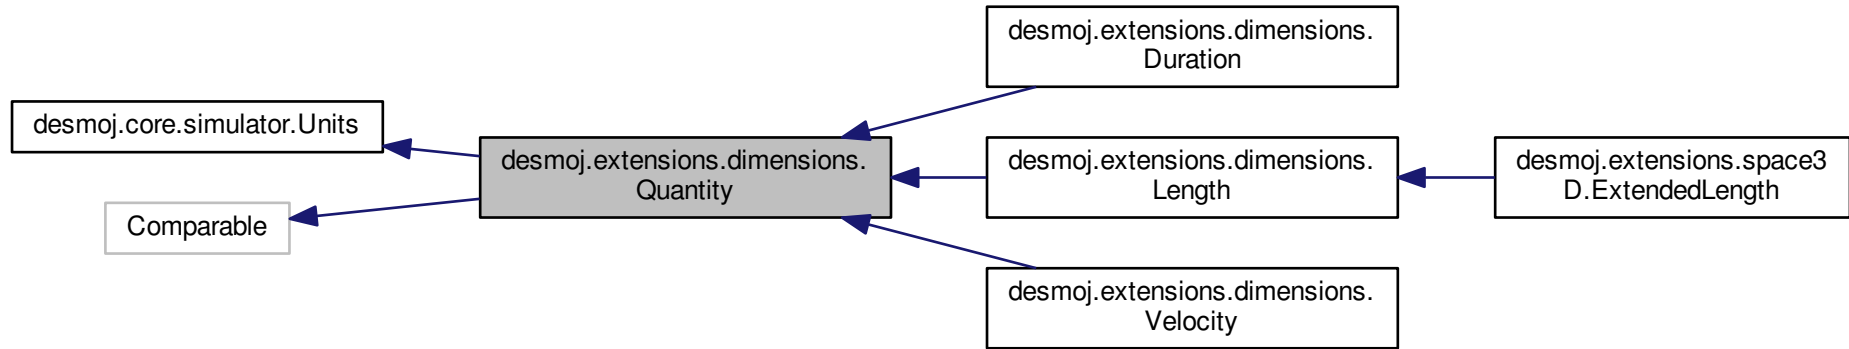 desmoj.core.simulator.Units
Comparable
desmoj.extensions.dimensions.
Quantity
desmoj.extensions.dimensions.
Duration
desmoj.extensions.dimensions.
Length
desmoj.extensions.dimensions.
Velocity
desmoj.extensions.space3
D.ExtendedLength